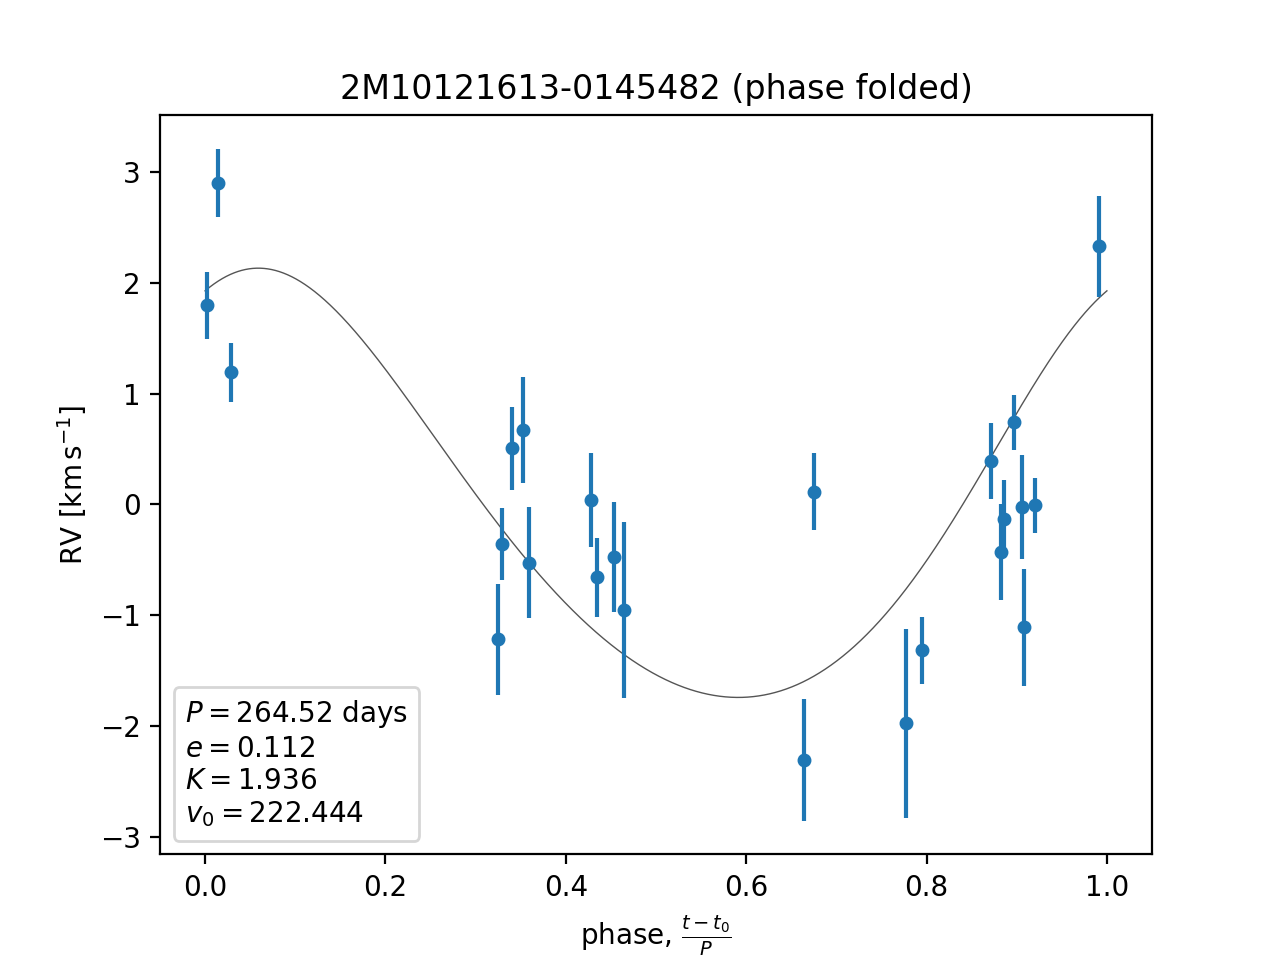 2M10121613-0145482 (phase folded)
RV [km s⁻¹]
3
2
1
0
−1
−2
−3
P = 264.52 days
e = 0.112
K = 1.936
v₀ = 222.444
0.0 0.2 0.4 0.6 0.8 1.0
phase, (t − t₀)/P